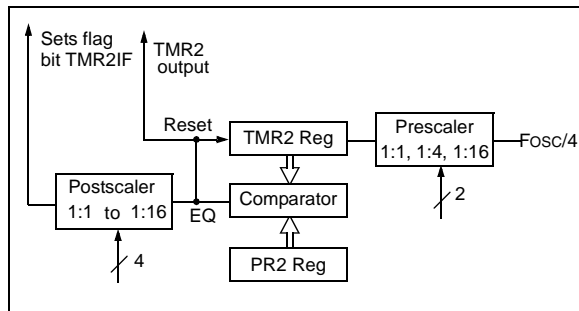 Sets flag
bit TMR2IF
TMR2
output
Reset
TMR2 Reg
Prescaler
1:1, 1:4, 1:16
FOSC/4
2
Postscaler
1:1 to 1:16
EQ
Comparator
4
PR2 Reg